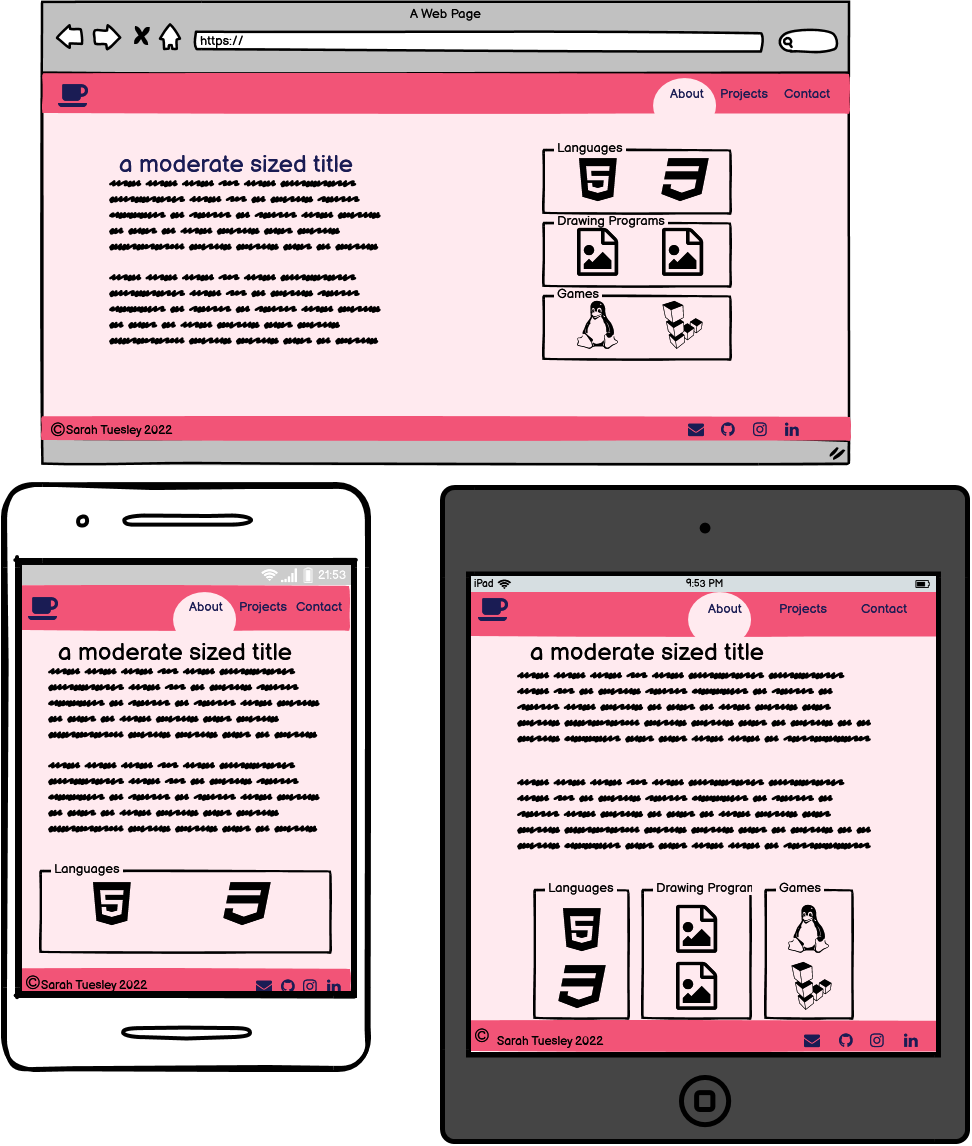 A Web Page
https://
About Projects Contact
a moderate sized title
Languages
Drawing Programs
Games
©Sarah Tuesley 2022
21:53
About Projects Contact
a moderate sized title
Languages
©Sarah Tuesley 2022
iPad 9:53 PM
About Projects Contact
a moderate sized title
Languages Drawing Program Games
© Sarah Tuesley 2022